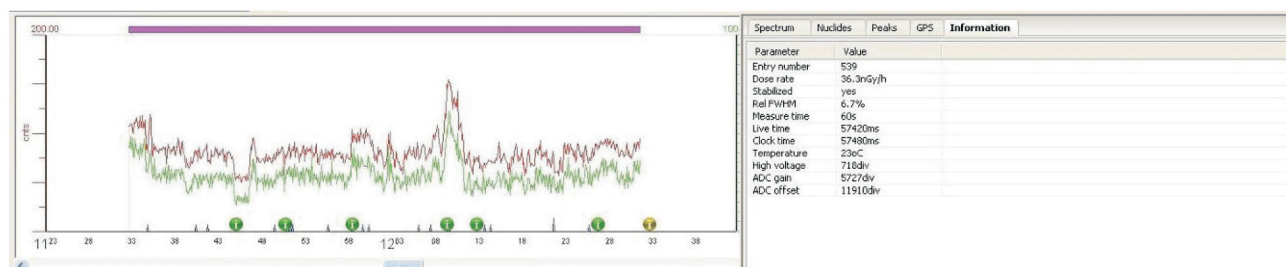 200.00
100
cnts
11 23 28 33 38 43 48 53 58 12 03 08 13 18 23 28 33 38
Spectrum Nuclides Peaks GPS Information
Parameter Value
Entry number 539
Dose rate 36.3nGy/h
Stabilized yes
Rel FWHM 6.7%
Measure time 60s
Live time 57420ms
Clock time 57480ms
Temperature 23oC
High voltage 718div
ADC gain 5727div
ADC offset 11910div